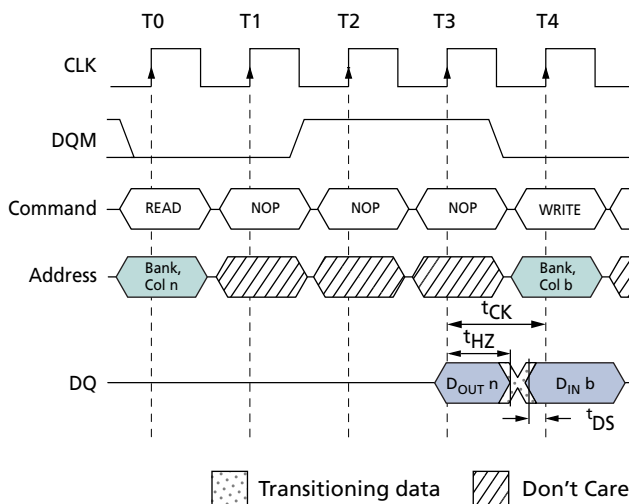 T0 T1 T2 T3 T4
CLK
DQM
Command READ NOP NOP NOP WRITE
Address Bank, Col n Bank, Col b
tCK
tHZ
DQ DOUT n DIN b
tDS
Transitioning data Don't Care